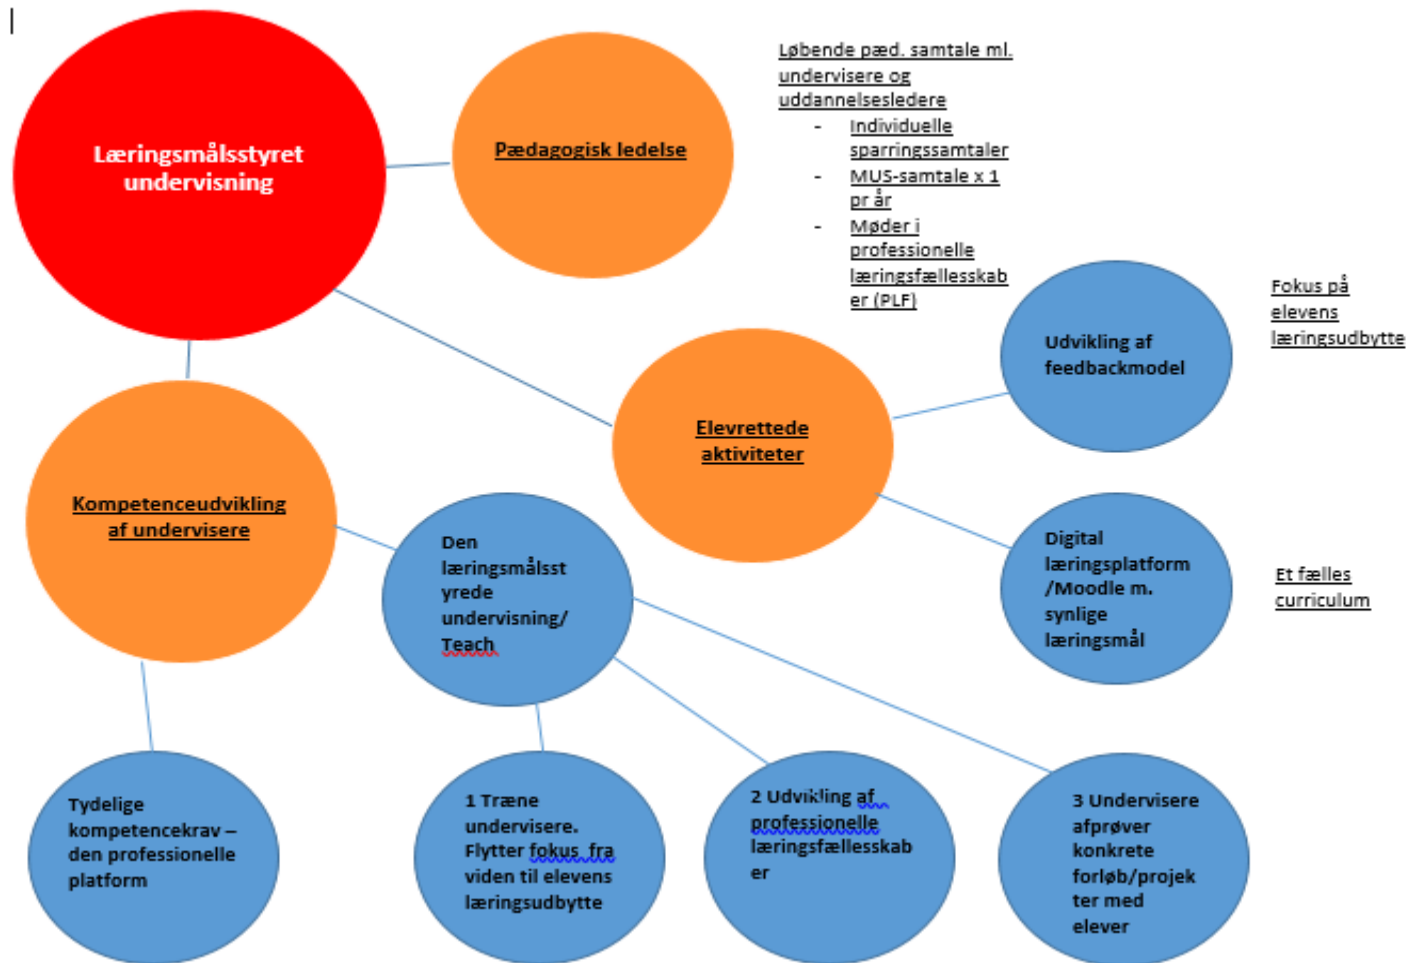 Læringsmålsstyret
undervisning
Pædagogisk ledelse
Løbende pæd. samtale ml.
undervisere og
uddannelsesledere
- Individuelle
sparringssamtaler
- MUS-samtale x 1
pr år
- Møder i
professionelle
læringsfællesskab
er (PLF)
Udvikling af
feedbackmodel
Fokus på
elevens
læringsudbytte
Elevrettede
aktiviteter
Kompetenceudvikling
af undervisere
Den
læringsmålsst
yrede
undervisning/
Teach
Digital
læringsplatform
/Moodle m.
synlige
læringsmål
Et fælles
curriculum
Tydelige
kompetencekrav –
den professionelle
platform
1 Træne
undervisere.
Flytter fokus fra
viden til elevens
læringsudbytte
2 Udvikling af
professionelle
læringsfællesskab
er
3 Undervisere
afprøver
konkrete
forløb/projek
ter med
elever